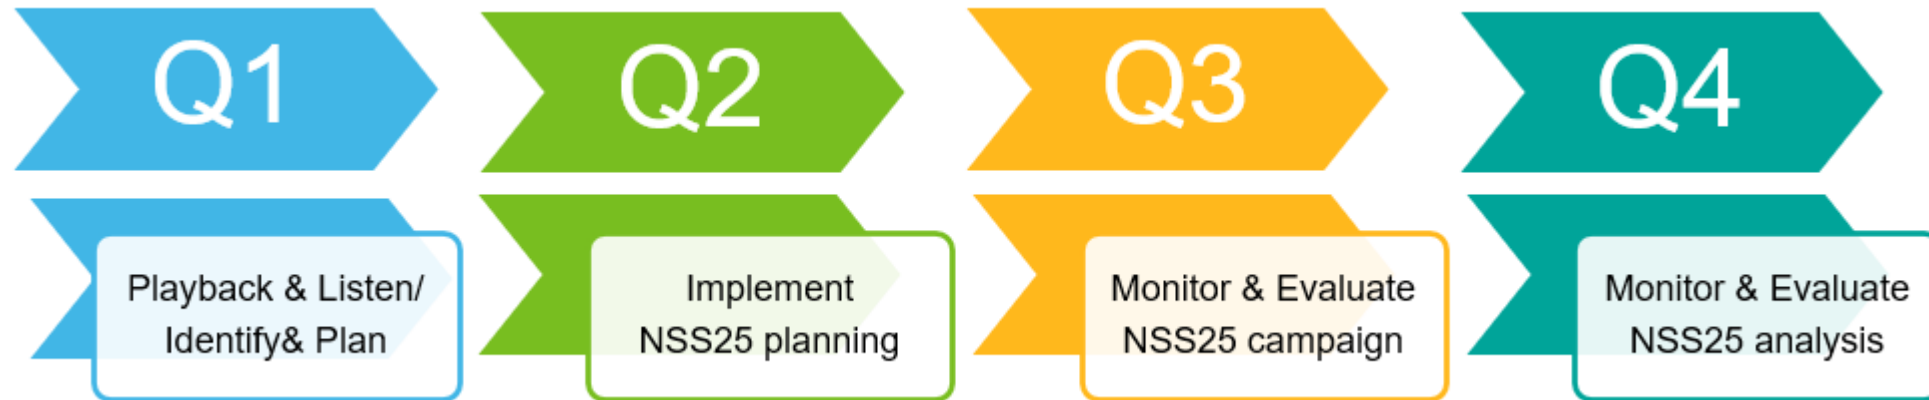 Q1
Q2
Q3
Q4
Playback & Listen/
Identify& Plan
Implement
NSS25 planning
Monitor & Evaluate
NSS25 campaign
Monitor & Evaluate
NSS25 analysis